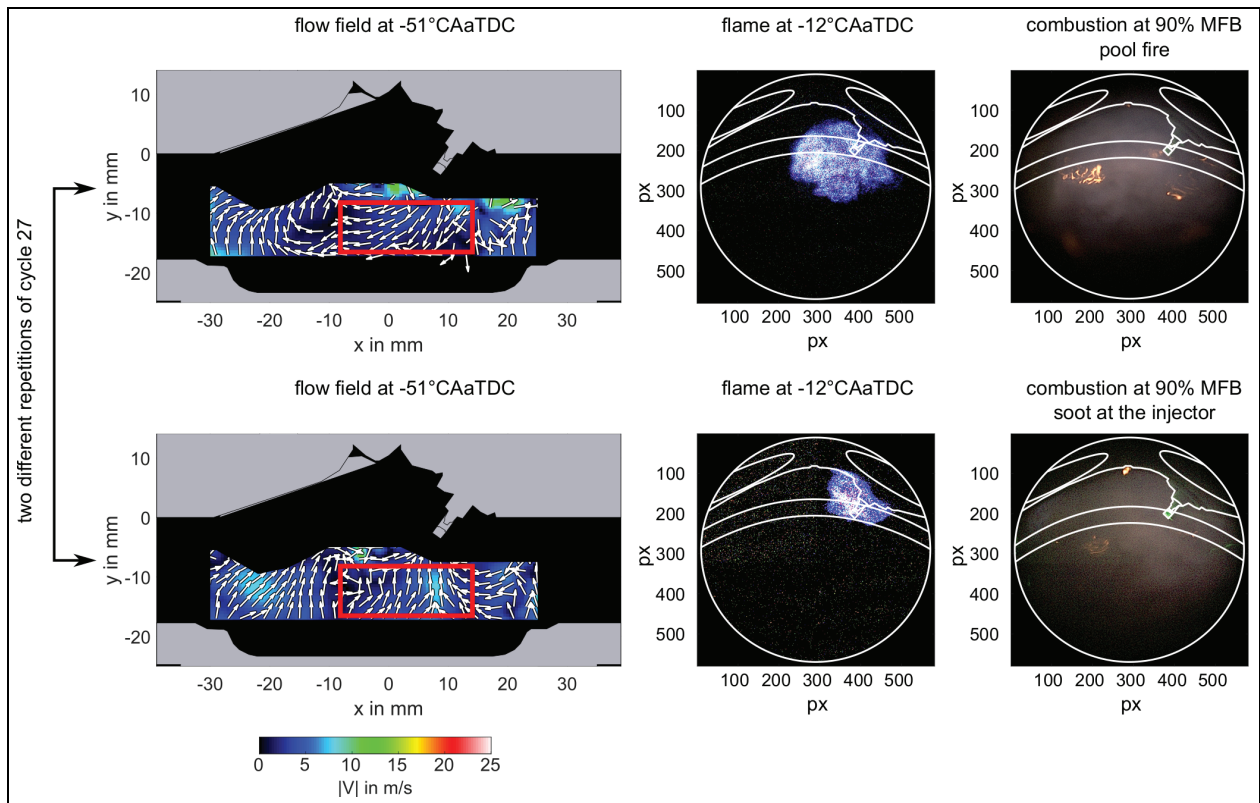 flow field at -51°CAaTDC
flame at -12°CAaTDC
combustion at 90% MFB
pool fire
10
0
-10
-20
y in mm
-30 -20 -10 0 10 20 30
x in mm
100
200
300
400
500
px
100 200 300 400 500
px
100
200
300
400
500
px
100 200 300 400 500
px
two different repetitions of cycle 27
flow field at -51°CAaTDC
flame at -12°CAaTDC
combustion at 90% MFB
soot at the injector
10
0
-10
-20
y in mm
-30 -20 -10 0 10 20 30
x in mm
100
200
300
400
500
px
100 200 300 400 500
px
100
200
300
400
500
px
100 200 300 400 500
px
0 5 10 15 20 25
|V| in m/s